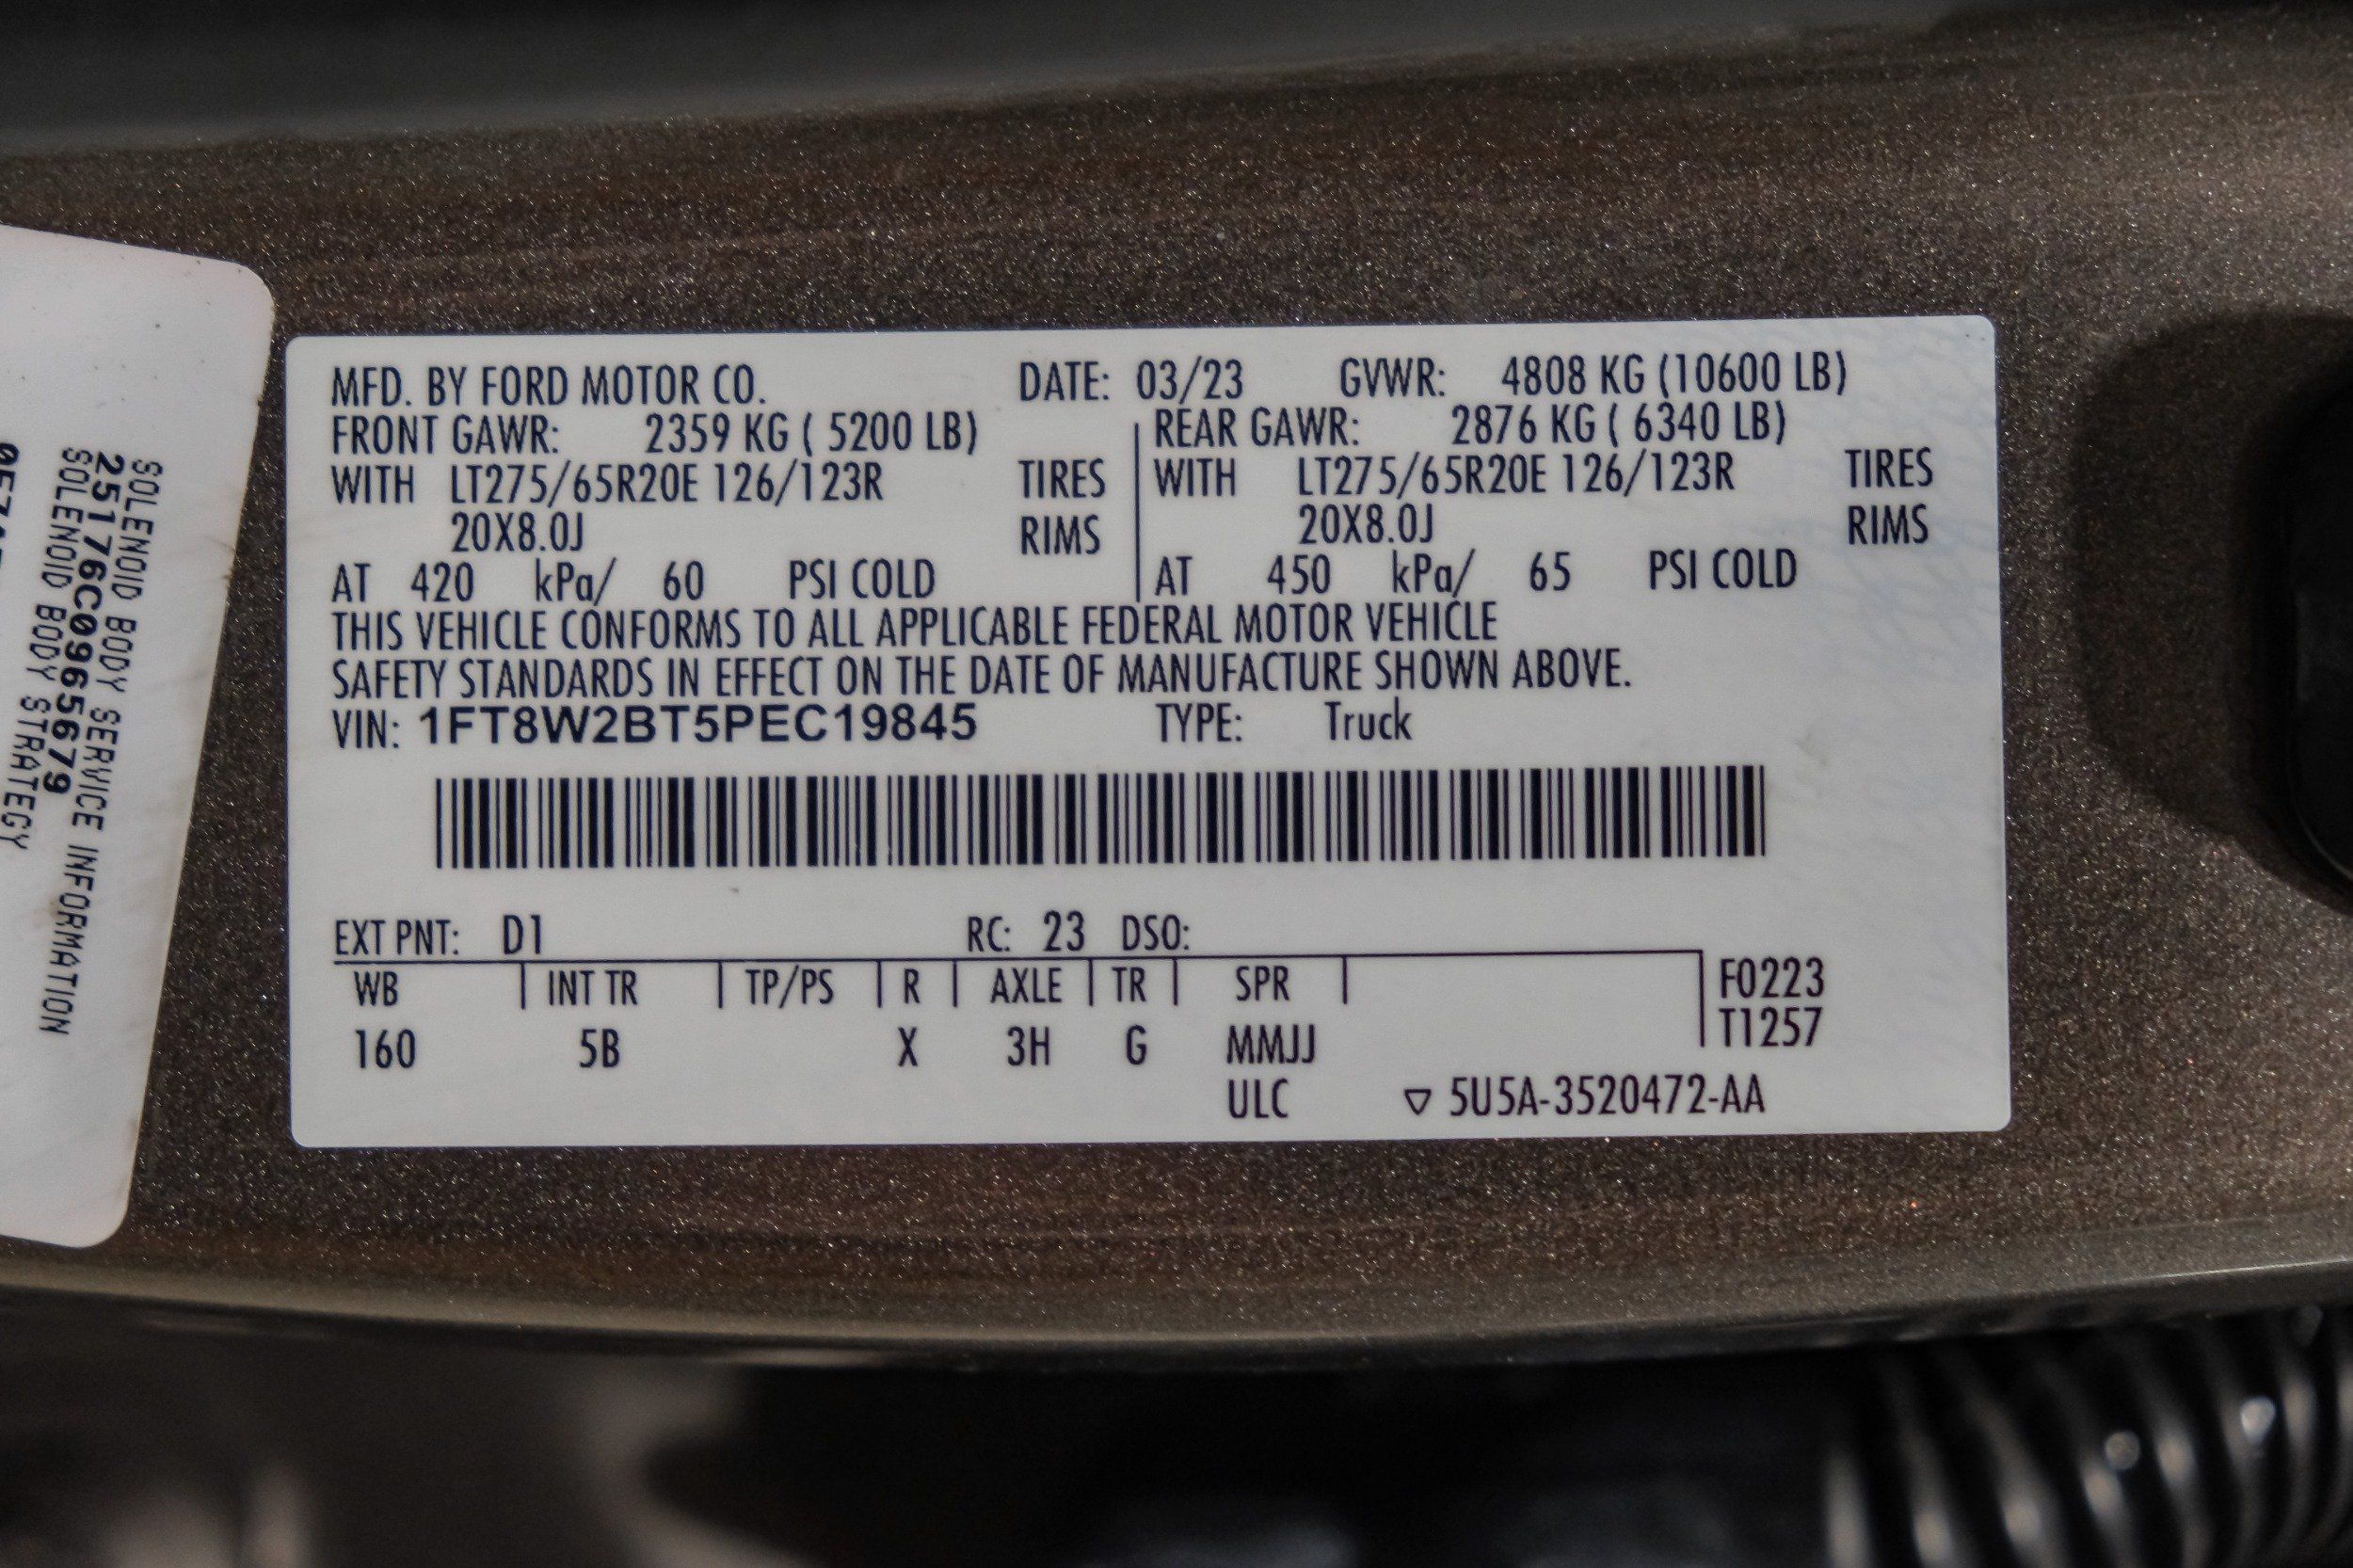 MFD. BY FORD MOTOR CO. DATE: 03/23 GVWR: 4808 KG (10600 LB)
FRONT GAWR: 2359 KG ( 5200 LB) REAR GAWR: 2876 KG ( 6340 LB)
WITH LT275/65R20E 126/123R TIRES WITH LT275/65R20E 126/123R TIRES
20X8.0J RIMS 20X8.0J RIMS
AT 420 kPa/ 60 PSI COLD AT 450 kPa/ 65 PSI COLD
THIS VEHICLE CONFORMS TO ALL APPLICABLE FEDERAL MOTOR VEHICLE
SAFETY STANDARDS IN EFFECT ON THE DATE OF MANUFACTURE SHOWN ABOVE.
VIN: 1FT8W2BT5PEC19845 TYPE: Truck
EXT PNT: D1 RC: 23 DSO:
WB INT TR TP/PS R AXLE TR SPR F0223
T1257
160 5B X 3H G MMJJ
ULC ▽ 5U5A-3520472-AA
SOLENOID BODY SERVICE INFORMATION
25176C0965679
SOLENOID BODY STRATEGY